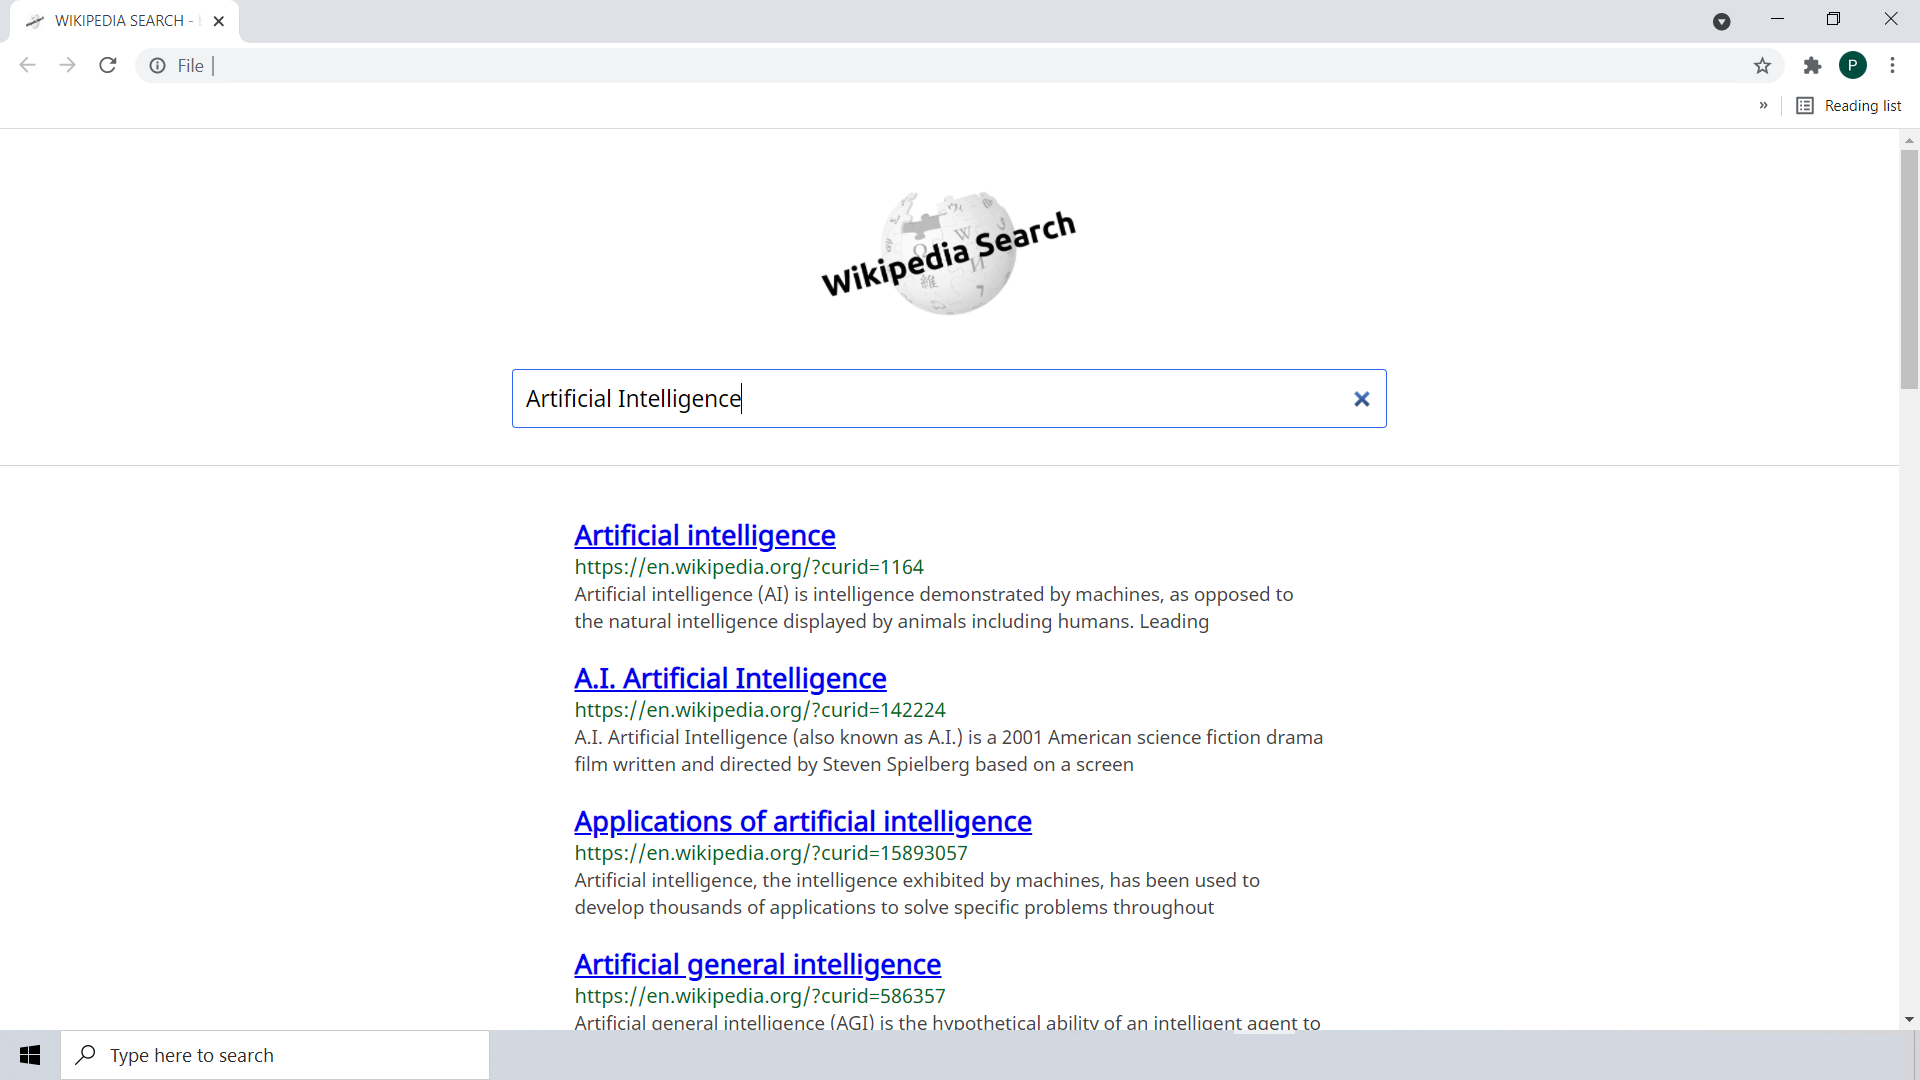 WIKIPEDIA SEARCH -
File
P
»
Reading list
Wikipedia Search
Artificial Intelligence
Artificial intelligence
https://en.wikipedia.org/?curid=1164
Artificial intelligence (AI) is intelligence demonstrated by machines, as opposed to
the natural intelligence displayed by animals including humans. Leading
A.I. Artificial Intelligence
https://en.wikipedia.org/?curid=142224
A.I. Artificial Intelligence (also known as A.I.) is a 2001 American science fiction drama
film written and directed by Steven Spielberg based on a screen
Applications of artificial intelligence
https://en.wikipedia.org/?curid=15893057
Artificial intelligence, the intelligence exhibited by machines, has been used to
develop thousands of applications to solve specific problems throughout
Artificial general intelligence
https://en.wikipedia.org/?curid=586357
Artificial general intelligence (AGI) is the hypothetical ability of an intelligent agent to
Type here to search